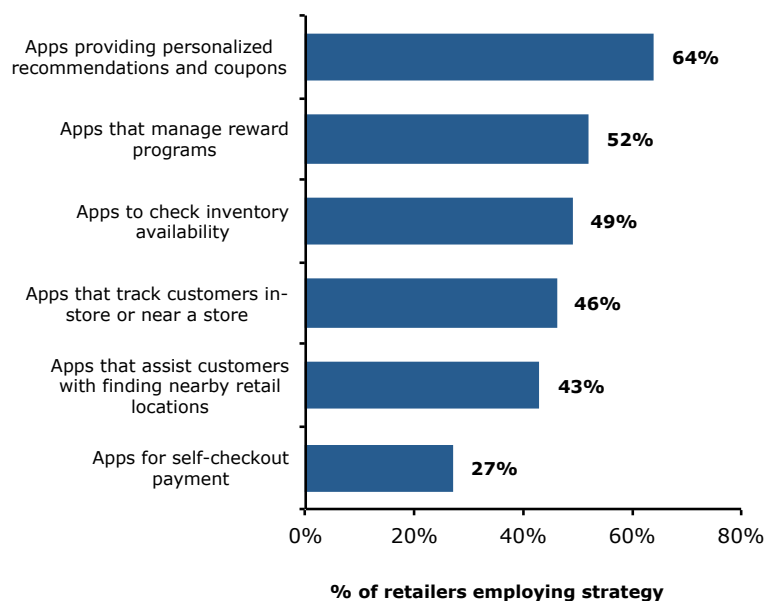 Apps providing personalized
recommendations and coupons
64%
Apps that manage reward
programs
52%
Apps to check inventory
availability
49%
Apps that track customers in-
store or near a store
46%
Apps that assist customers
with finding nearby retail
locations
43%
Apps for self-checkout
payment
27%
0% 20% 40% 60% 80%
% of retailers employing strategy